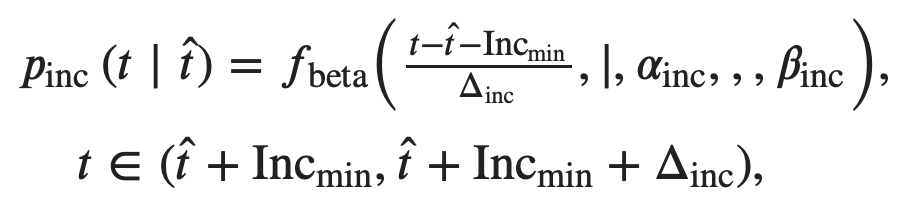 p_inc (t | t̂) = f_beta( (t−t̂−Inc_min)/Δ_inc , |, α_inc, , , β_inc ),
t ∈ (t̂ + Inc_min, t̂ + Inc_min + Δ_inc),